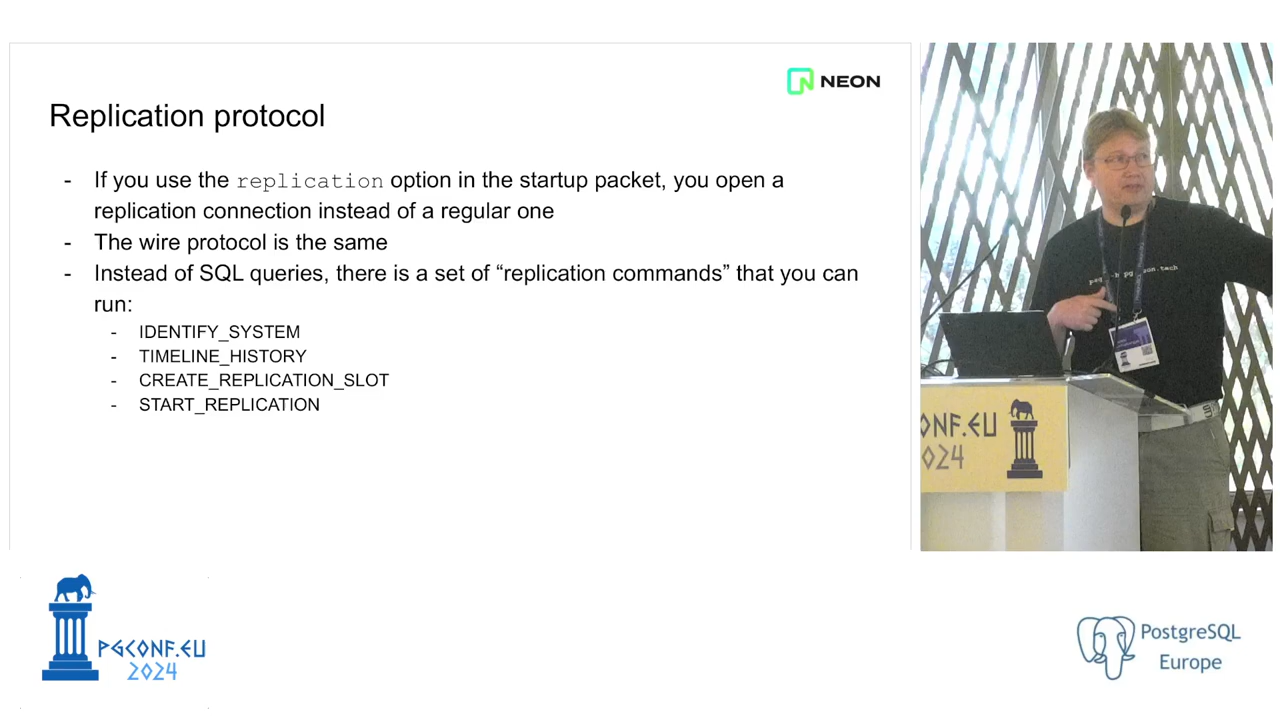 NEON
Replication protocol
- If you use the replication option in the startup packet, you open a
replication connection instead of a regular one
- The wire protocol is the same
- Instead of SQL queries, there is a set of “replication commands” that you can
run:
- IDENTIFY_SYSTEM
- TIMELINE_HISTORY
- CREATE_REPLICATION_SLOT
- START_REPLICATION
ONF.EU
024
PGCONF.EU
2024
PostgreSQL
Europe